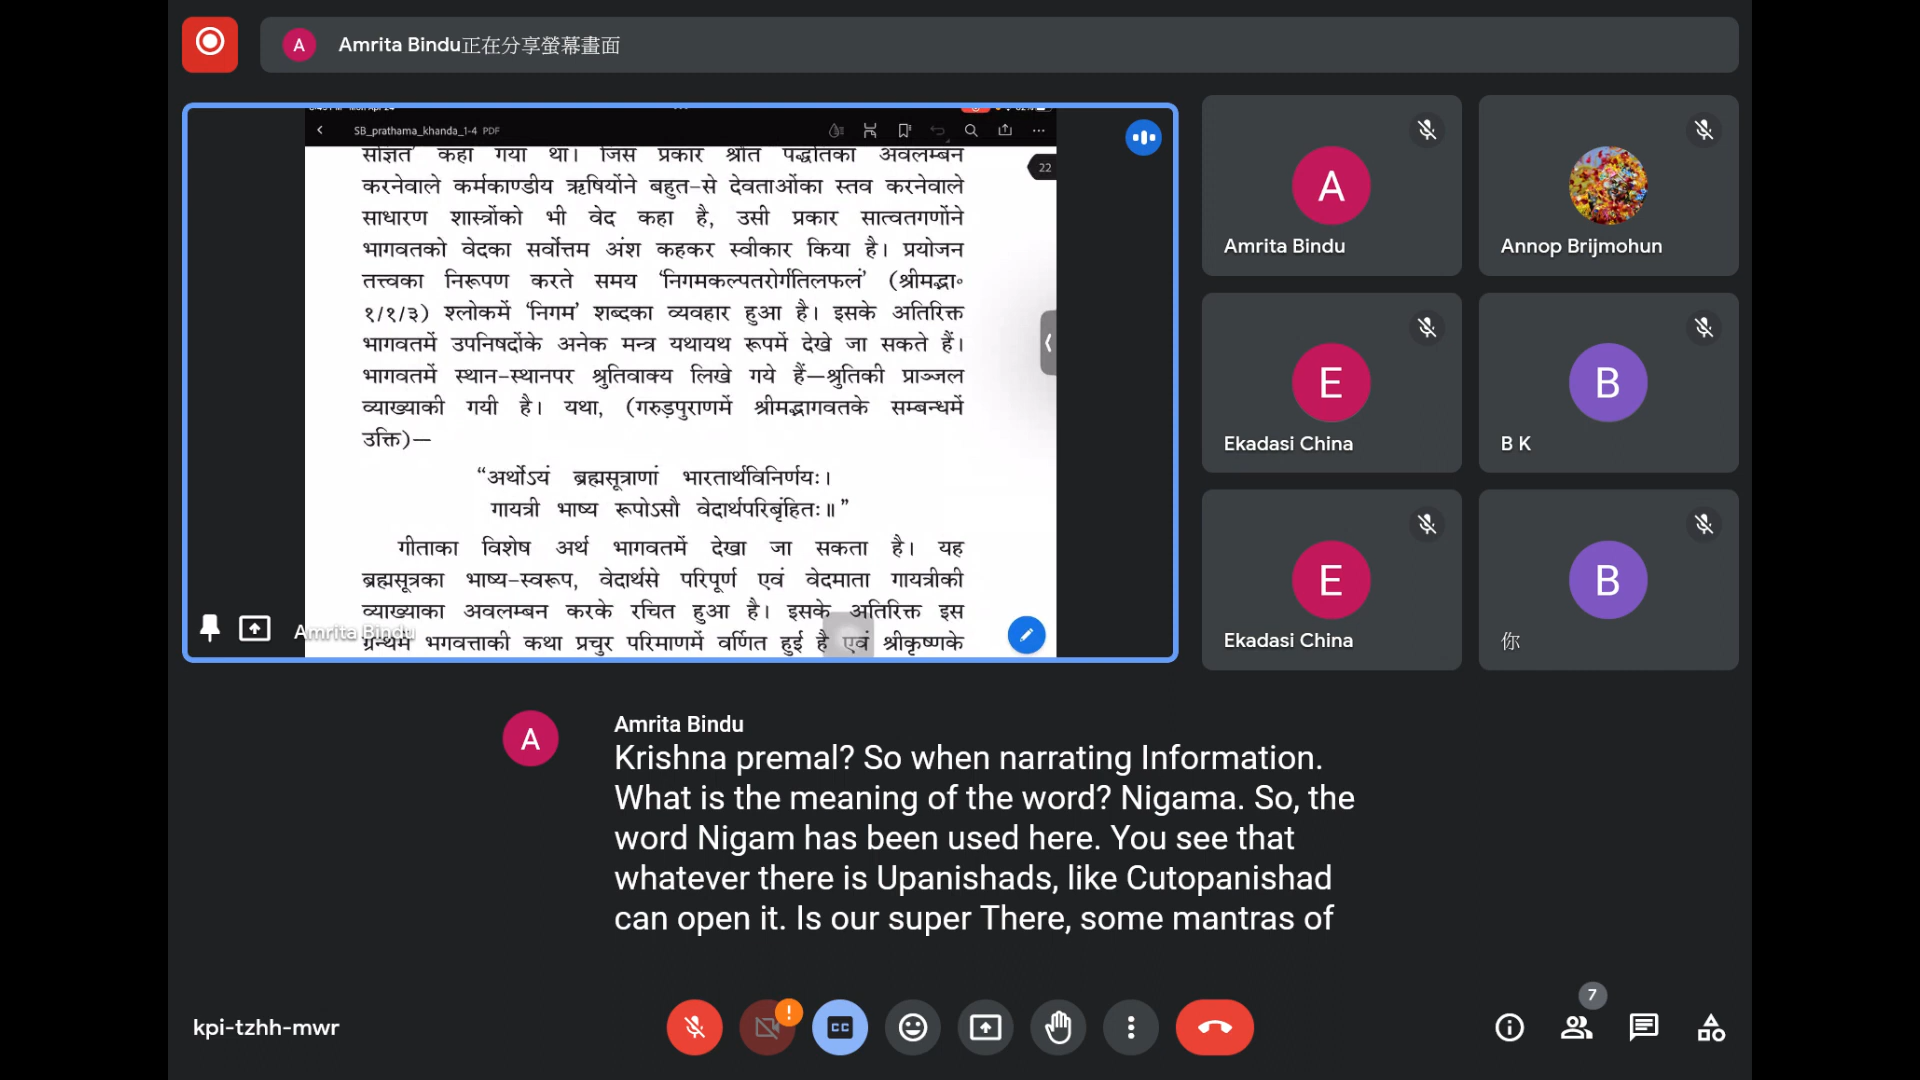 Amrita Bindu正在分享螢幕畫面
SB_prathama_khanda_1-4 PDF
22
संज्ञित’ कहा गया था। जिस प्रकार श्रौत पद्धतिका अवलम्बन
करनेवाले कर्मकाण्डीय ऋषियोंने बहुत-से देवताओंका स्तव करनेवाले
साधारण शास्त्रोंको भी वेद कहा है, उसी प्रकार सात्वतगणोंने
भागवतको वेदका सर्वोत्तम अंश कहकर स्वीकार किया है। प्रयोजन
तत्त्वका निरूपण करते समय ‘निगमकल्पतरोर्गलितफलं’ (श्रीमद्भा॰
१/१/३) श्लोकमें ‘निगम’ शब्दका व्यवहार हुआ है। इसके अतिरिक्त
भागवतमें उपनिषदोंके अनेक मन्त्र यथायथ रूपमें देखे जा सकते हैं।
भागवतमें स्थान-स्थानपर श्रुतिवाक्य लिखे गये हैं—श्रुतिकी प्राञ्जल
व्याख्याकी गयी है। यथा, (गरुड़पुराणमें श्रीमद्भागवतके सम्बन्धमें
उक्ति)—
“अर्थोऽयं ब्रह्मसूत्राणां भारतार्थविनिर्णयः।
गायत्री भाष्य रूपोऽसौ वेदार्थपरिबृंहितः॥”
गीताका विशेष अर्थ भागवतमें देखा जा सकता है। यह
ब्रह्मसूत्रका भाष्य-स्वरूप, वेदार्थसे परिपूर्ण एवं वेदमाता गायत्रीकी
व्याख्याका अवलम्बन करके रचित हुआ है। इसके अतिरिक्त इस
ग्रन्थमें भगवत्ताकी कथा प्रचुर परिमाणमें वर्णित हुई है एवं श्रीकृष्णके
Amrita Bindu
A
Amrita Bindu
Annop Brijmohun
E
Ekadasi China
B
B K
E
Ekadasi China
B
你
A
Amrita Bindu
Krishna premal? So when narrating Information.
What is the meaning of the word? Nigama. So, the
word Nigam has been used here. You see that
whatever there is Upanishads, like Cutopanishad
can open it. Is our super There, some mantras of
kpi-tzhh-mwr
CC
7